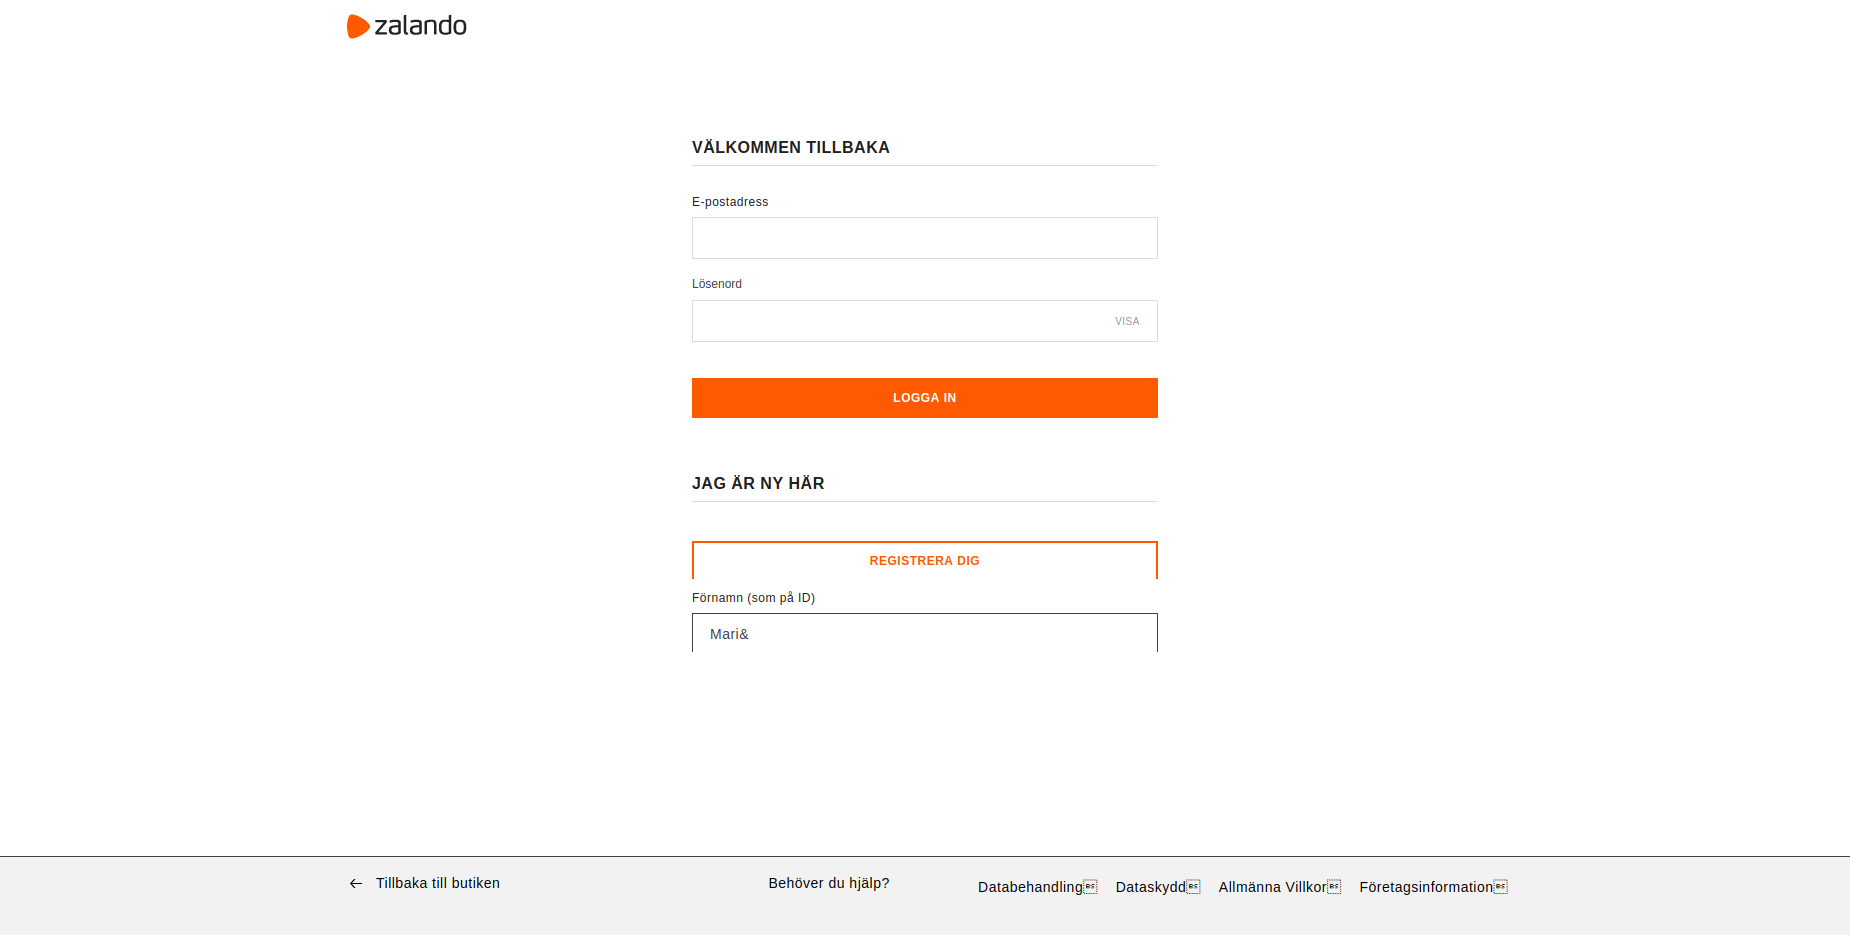 zalando
VÄLKOMMEN TILLBAKA
E-postadress
Lösenord
VISA
LOGGA IN
JAG ÄR NY HÄR
REGISTRERA DIG
Förnamn (som på ID)
Mari&
Tillbaka till butiken
Behöver du hjälp?
Databehandling Dataskydd Allmänna Villkor Företagsinformation